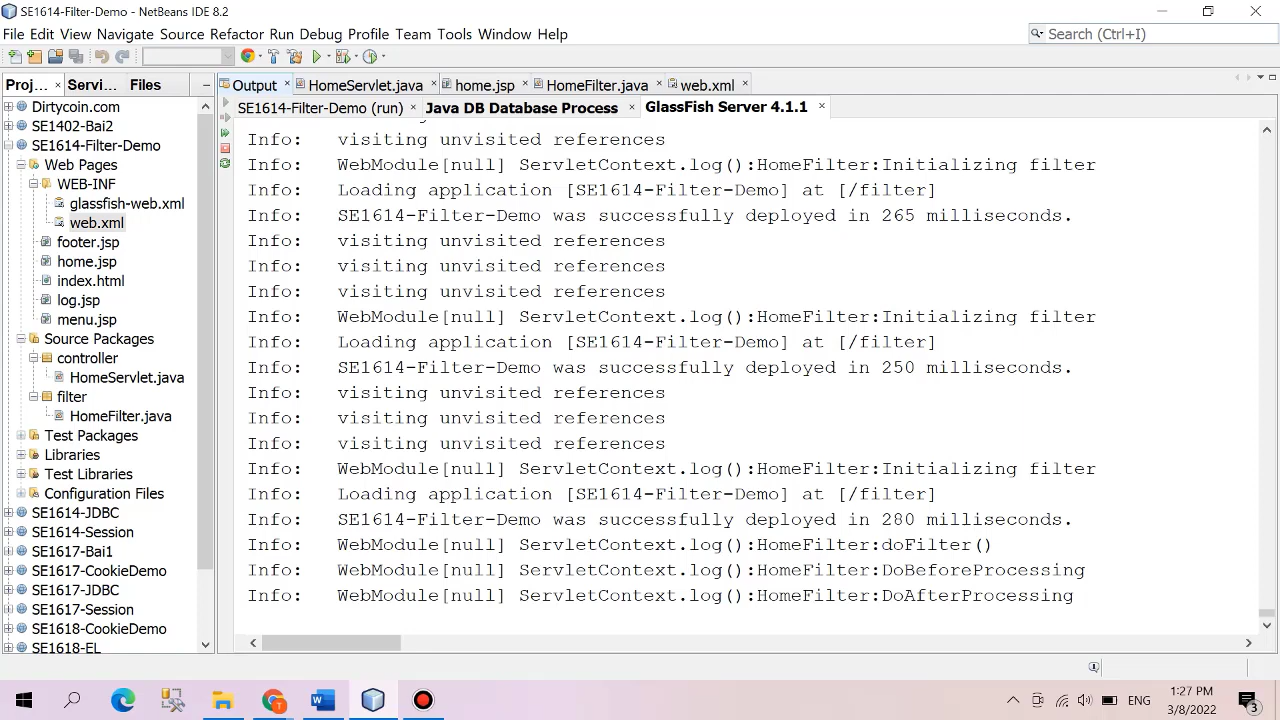 SE1614-Filter-Demo - NetBeans IDE 8.2
File Edit View Navigate Source Refactor Run Debug Profile Team Tools Window Help
Search (Ctrl+I)
Proj... × Servi... Files
Output × HomeServlet.java × home.jsp × HomeFilter.java × web.xml ×
SE1614-Filter-Demo (run) × Java DB Database Process × GlassFish Server 4.1.1 ×
Dirtycoin.com
SE1402-Bai2
SE1614-Filter-Demo
Web Pages
WEB-INF
glassfish-web.xml
web.xml
footer.jsp
home.jsp
index.html
log.jsp
menu.jsp
Source Packages
controller
HomeServlet.java
filter
HomeFilter.java
Test Packages
Libraries
Test Libraries
Configuration Files
SE1614-JDBC
SE1614-Session
SE1617-Bai1
SE1617-CookieDemo
SE1617-JDBC
SE1617-Session
SE1618-CookieDemo
SE1618-EL
Info: visiting unvisited references
Info: WebModule[null] ServletContext.log():HomeFilter:Initializing filter
Info: Loading application [SE1614-Filter-Demo] at [/filter]
Info: SE1614-Filter-Demo was successfully deployed in 265 milliseconds.
Info: visiting unvisited references
Info: visiting unvisited references
Info: visiting unvisited references
Info: WebModule[null] ServletContext.log():HomeFilter:Initializing filter
Info: Loading application [SE1614-Filter-Demo] at [/filter]
Info: SE1614-Filter-Demo was successfully deployed in 250 milliseconds.
Info: visiting unvisited references
Info: visiting unvisited references
Info: visiting unvisited references
Info: WebModule[null] ServletContext.log():HomeFilter:Initializing filter
Info: Loading application [SE1614-Filter-Demo] at [/filter]
Info: SE1614-Filter-Demo was successfully deployed in 280 milliseconds.
Info: WebModule[null] ServletContext.log():HomeFilter:doFilter()
Info: WebModule[null] ServletContext.log():HomeFilter:DoBeforeProcessing
Info: WebModule[null] ServletContext.log():HomeFilter:DoAfterProcessing
ENG
1:27 PM
3/8/2022
3